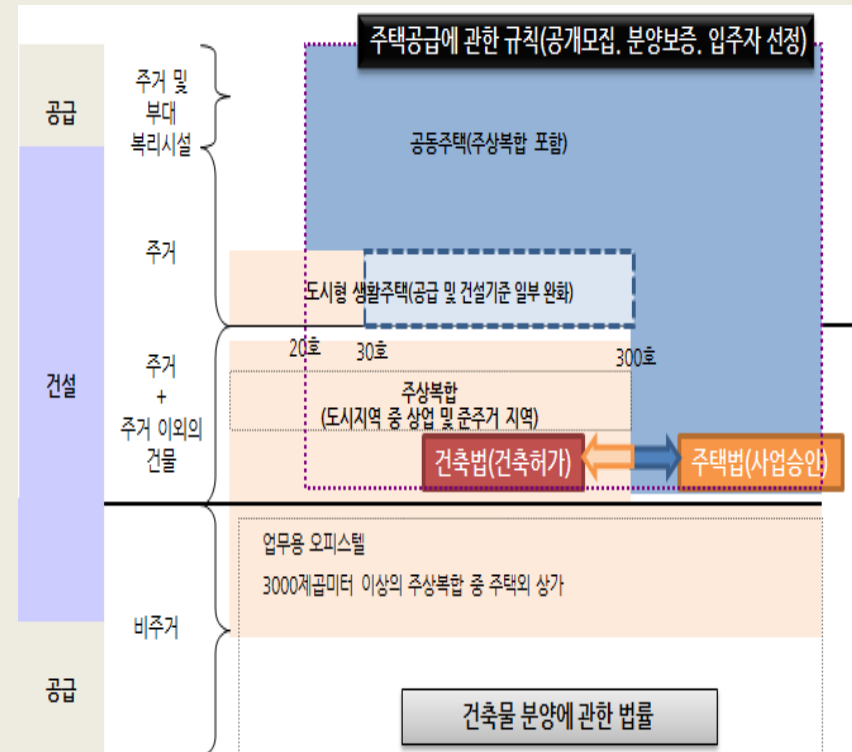 주택공급에 관한 규칙(공개모집. 분양보증. 입주자 선정)
공급
주거 및
부대
복리시설
공동주택(주상복합 포함)
주거
도시형 생활주택(공급 및 건설기준 일부 완화)
20호
30호
300호
건설
주거
+
주거 이외의
건물
주상복합
(도시지역 중 상업 및 준주거 지역)
건축법(건축허가)
주택법(사업승인)
업무용 오피스텔
3000제곱미터 이상의 주상복합 중 주택외 상가
비주거
공급
건축물 분양에 관한 법률